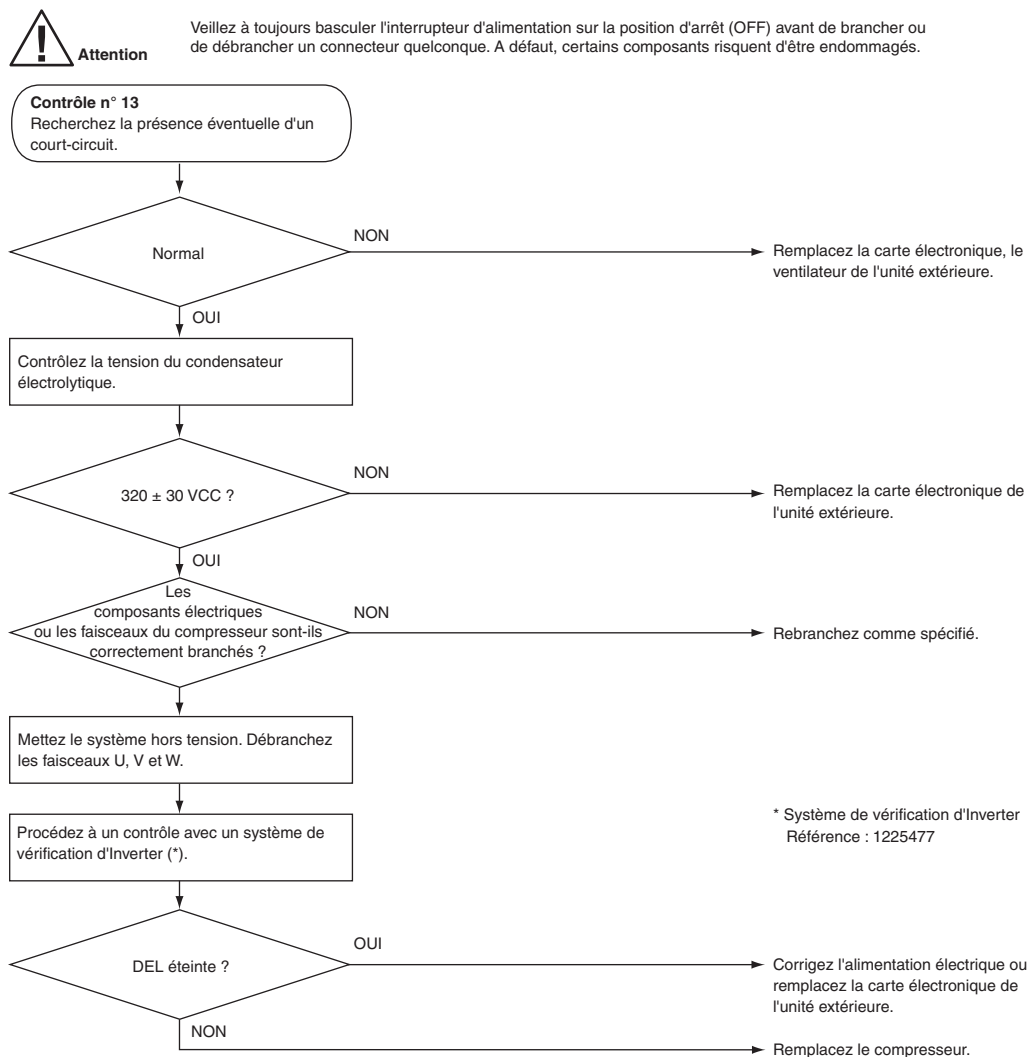 Attention
Veillez à toujours basculer l'interrupteur d'alimentation sur la position d'arrêt (OFF) avant de brancher ou
de débrancher un connecteur quelconque. A défaut, certains composants risquent d'être endommagés.
Contrôle n° 13
Recherchez la présence éventuelle d'un
court-circuit.
Normal
NON
Remplacez la carte électronique, le
ventilateur de l'unité extérieure.
OUI
Contrôlez la tension du condensateur
électrolytique.
320 ± 30 VCC ?
NON
Remplacez la carte électronique de
l'unité extérieure.
OUI
Les
composants électriques
ou les faisceaux du compresseur sont-ils
correctement branchés ?
NON
Rebranchez comme spécifié.
Mettez le système hors tension. Débranchez
les faisceaux U, V et W.
Procédez à un contrôle avec un système de
vérification d'Inverter (*).
* Système de vérification d'Inverter
Référence : 1225477
DEL éteinte ?
OUI
Corrigez l'alimentation électrique ou
remplacez la carte électronique de
l'unité extérieure.
NON
Remplacez le compresseur.